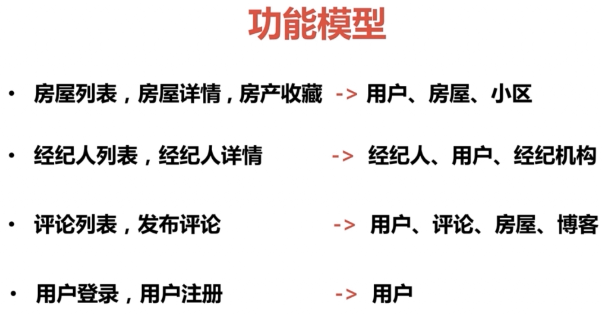 功能模型
• 房屋列表，房屋详情，房产收藏 -> 用户、房屋、小区
• 经纪人列表，经纪人详情 -> 经纪人、用户、经纪机构
• 评论列表，发布评论 -> 用户、评论、房屋、博客
• 用户登录，用户注册 -> 用户